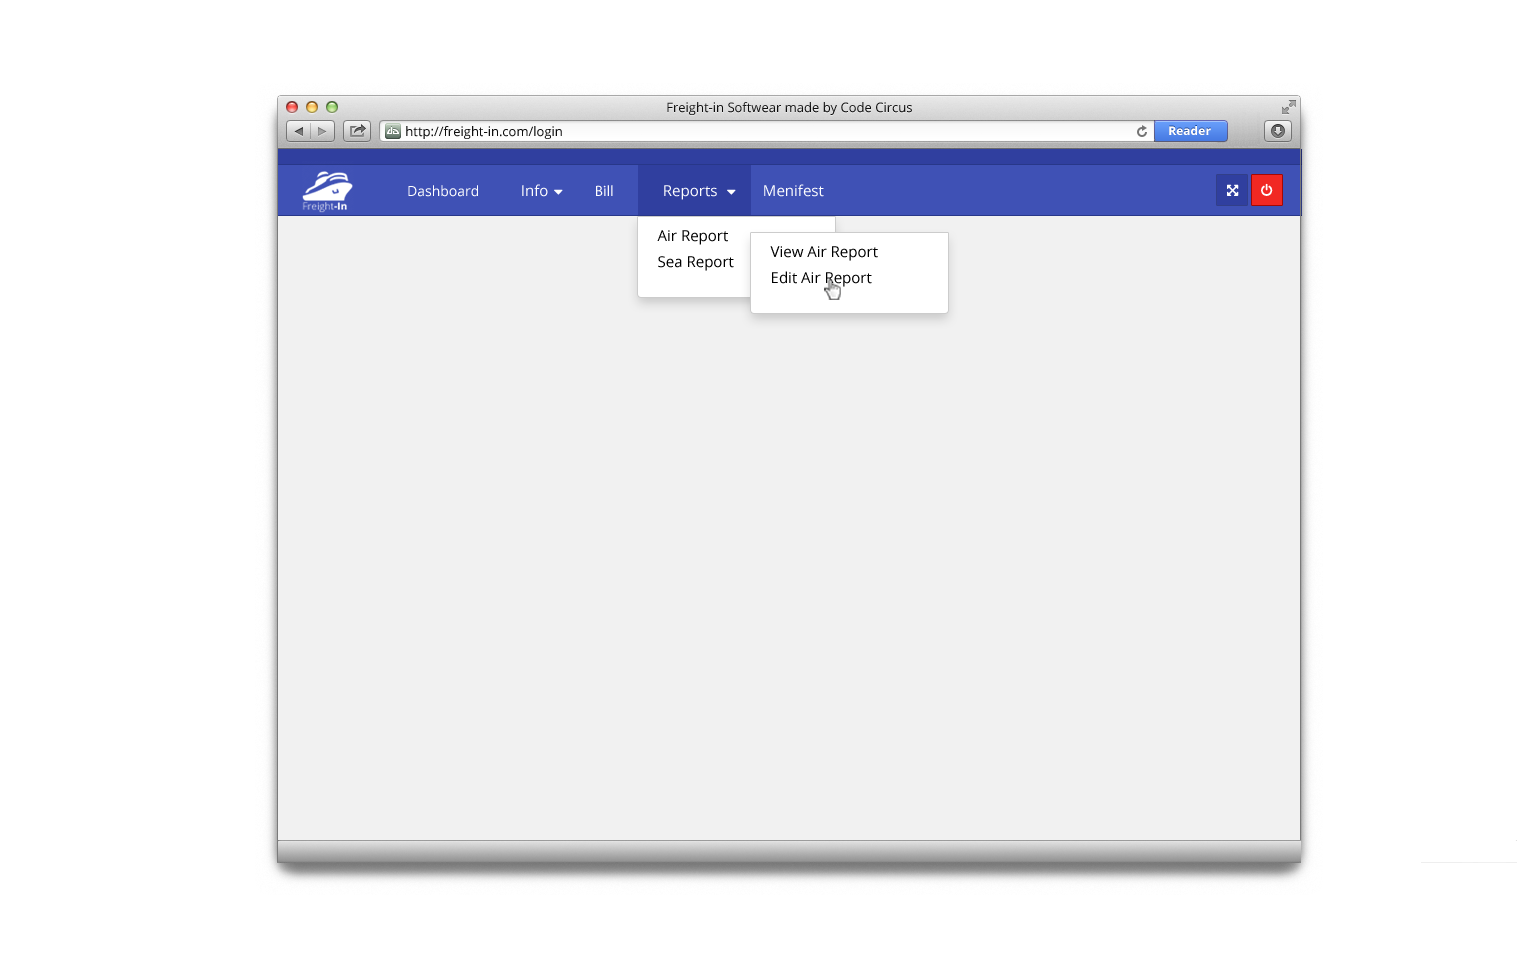 Freight-in Softwear made by Code Circus
http://freight-in.com/login
Reader
Freight-In
Dashboard
Info
Bill
Reports
Menifest
Air Report
Sea Report
View Air Report
Edit Air Report